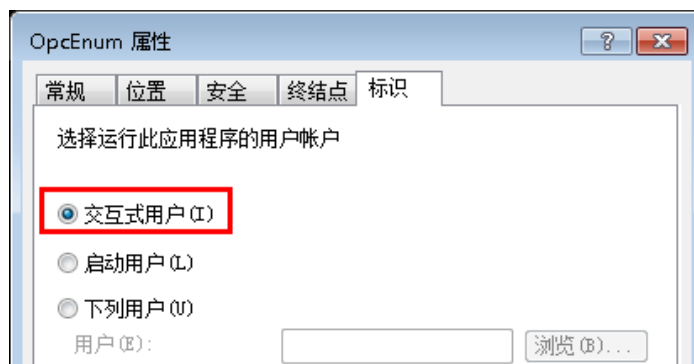 OpcEnum 属性
常规 位置 安全 终结点 标识
选择运行此应用程序的用户帐户
交互式用户(I)
启动用户(L)
下列用户(U)
用户(E): 浏览(B)...